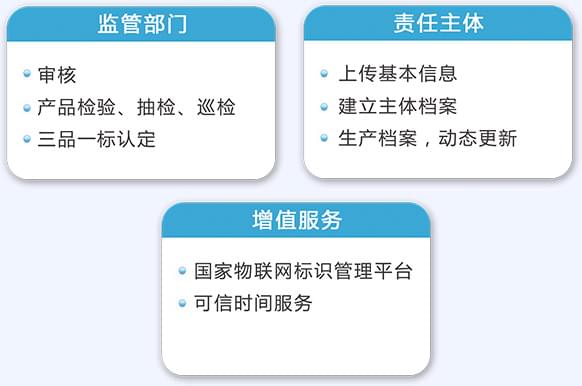 监管部门
审核
产品检验、抽检、巡检
三品一标认定
责任主体
上传基本信息
建立主体档案
生产档案，动态更新
增值服务
国家物联网标识管理平台
可信时间服务